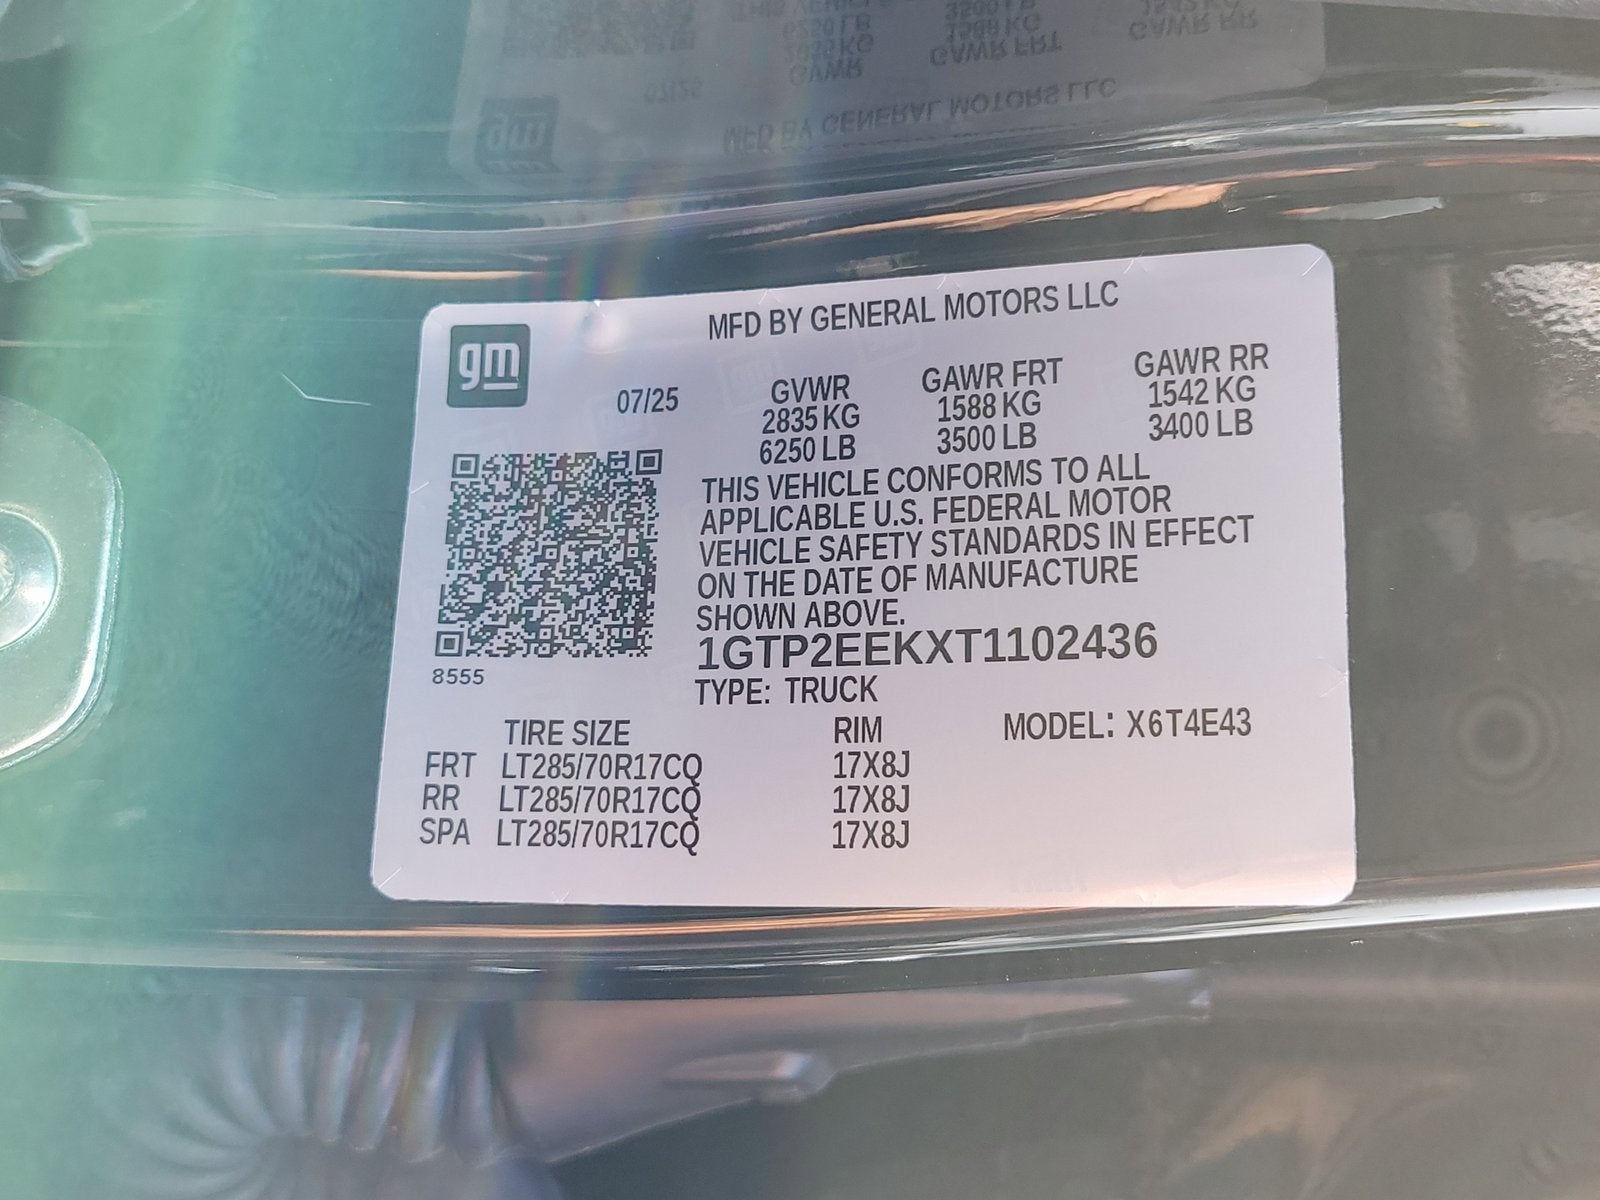 gm
MFD BY GENERAL MOTORS LLC
07/25
GVWR
2835 KG
6250 LB
GAWR FRT
1588 KG
3500 LB
GAWR RR
1542 KG
3400 LB
THIS VEHICLE CONFORMS TO ALL
APPLICABLE U.S. FEDERAL MOTOR
VEHICLE SAFETY STANDARDS IN EFFECT
ON THE DATE OF MANUFACTURE
SHOWN ABOVE.
1GTP2EEKXT1102436
8555
TYPE: TRUCK
TIRE SIZE RIM MODEL: X6T4E43
FRT LT285/70R17CQ 17X8J
RR LT285/70R17CQ 17X8J
SPA LT285/70R17CQ 17X8J